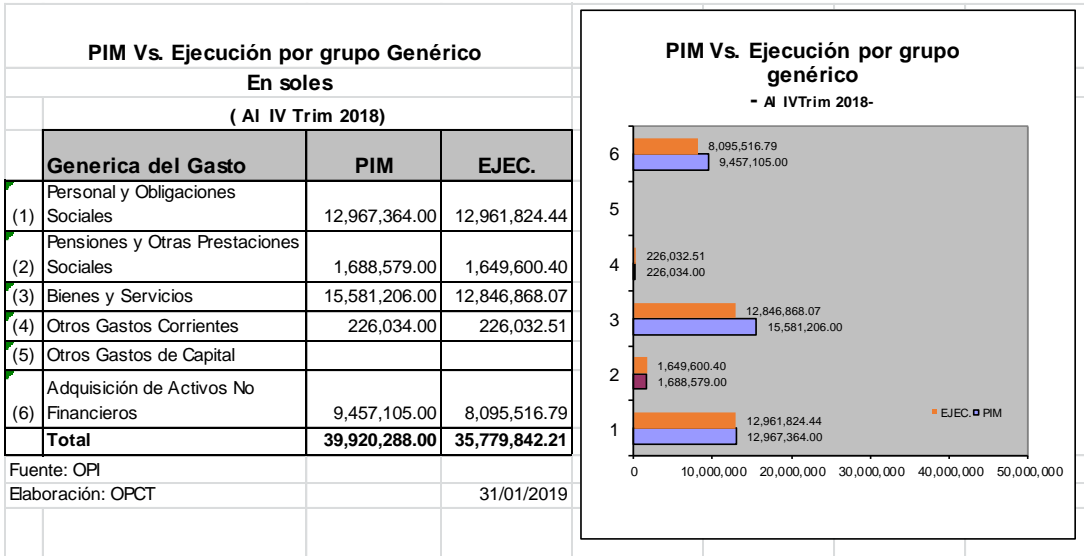 PIM Vs. Ejecución por grupo Genérico
En soles
( Al IV Trim 2018)
Generica del Gasto PIM EJEC.
Personal y Obligaciones
(1) Sociales 12,967,364.00 12,961,824.44
Pensiones y Otras Prestaciones
(2) Sociales 1,688,579.00 1,649,600.40
(3) Bienes y Servicios 15,581,206.00 12,846,868.07
(4) Otros Gastos Corrientes 226,034.00 226,032.51
(5) Otros Gastos de Capital
Adquisición de Activos No
(6) Financieros 9,457,105.00 8,095,516.79
Total 39,920,288.00 35,779,842.21
Fuente: OPI
Elaboración: OPCT 31/01/2019
PIM Vs. Ejecución por grupo
genérico
- Al IVTrim 2018-
8,095,516.79
6
9,457,105.00
5
226,032.51
4
226,034.00
12,846,868.07
3
15,581,206.00
1,649,600.40
2
1,688,579.00
EJEC. PIM
12,961,824.44
1
12,967,364.00
0 10,000,000 20,000,000 30,000,000 40,000,000 50,000,000